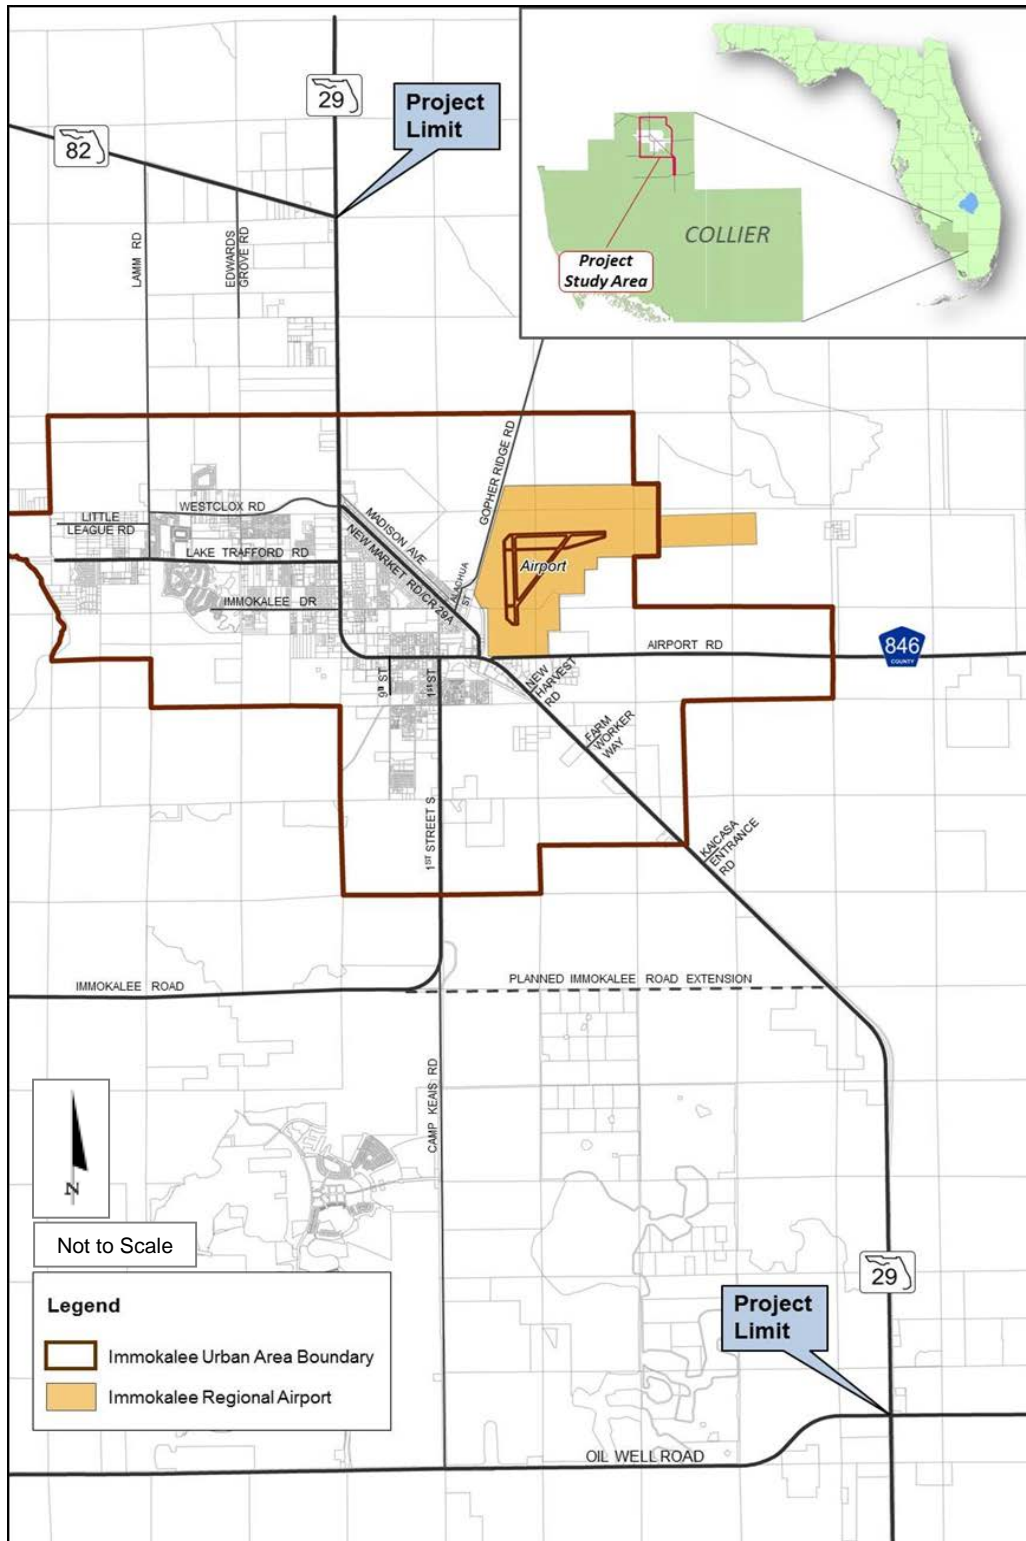 29
Project
Limit
82
COLLIER
Project
Study Area
LAMM RD
EDWARDS
GROVE RD
GOPHER RIDGE RD
WESTCLOX RD
LITTLE
LEAGUE RD
MADISON AVE
NEW MARKET RD/CR 29A
LAKE TRAFFORD RD
Airport
ALACHUA
ST
IMMOKALEE DR
AIRPORT RD
846
COUNTY
9TH ST
1ST ST
NEW
HARVEST
RD
FARM
WORKER
WAY
1ST STREET S
KAICASA
ENTRANCE
RD
IMMOKALEE ROAD
PLANNED IMMOKALEE ROAD EXTENSION
CAMP KEAIS RD
N
Not to Scale
29
Project
Limit
Legend
Immokalee Urban Area Boundary
Immokalee Regional Airport
OIL WELL ROAD